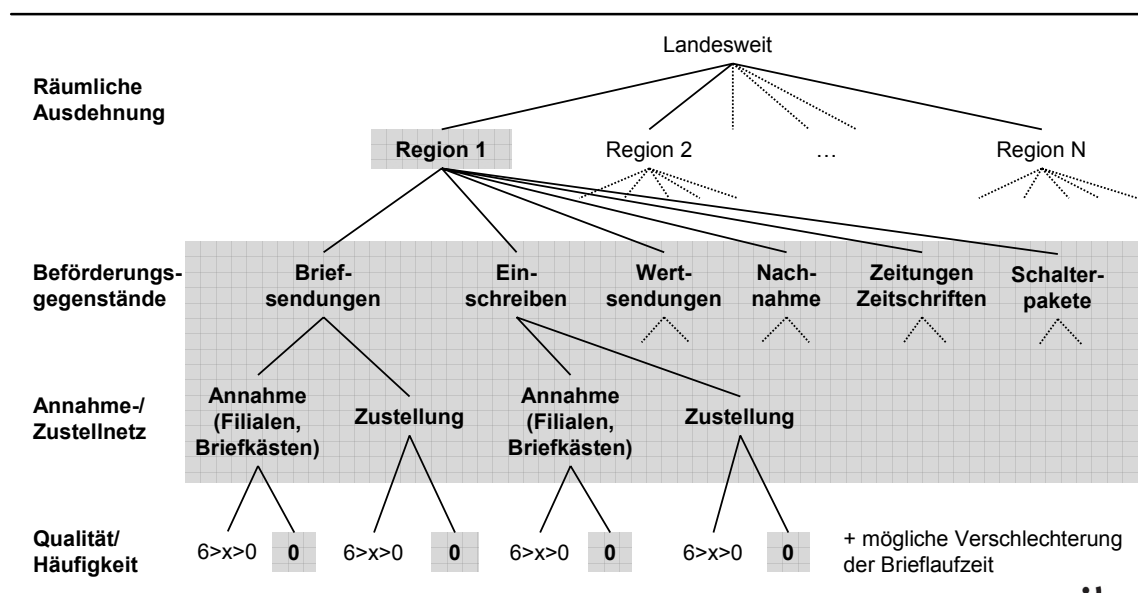 Landesweit
Räumliche
Ausdehnung
Region 1
Region 2
…
Region N
Beförderungs-
gegenstände
Brief-
sendungen
Ein-
schreiben
Wert-
sendungen
Nach-
nahme
Zeitungen
Zeitschriften
Schalter-
pakete
Annahme-/
Zustellnetz
Annahme
(Filialen,
Briefkästen)
Zustellung
Annahme
(Filialen,
Briefkästen)
Zustellung
Qualität/
Häufigkeit
6>x>0
0
6>x>0
0
6>x>0
0
6>x>0
0
+ mögliche Verschlechterung
der Brieflaufzeit